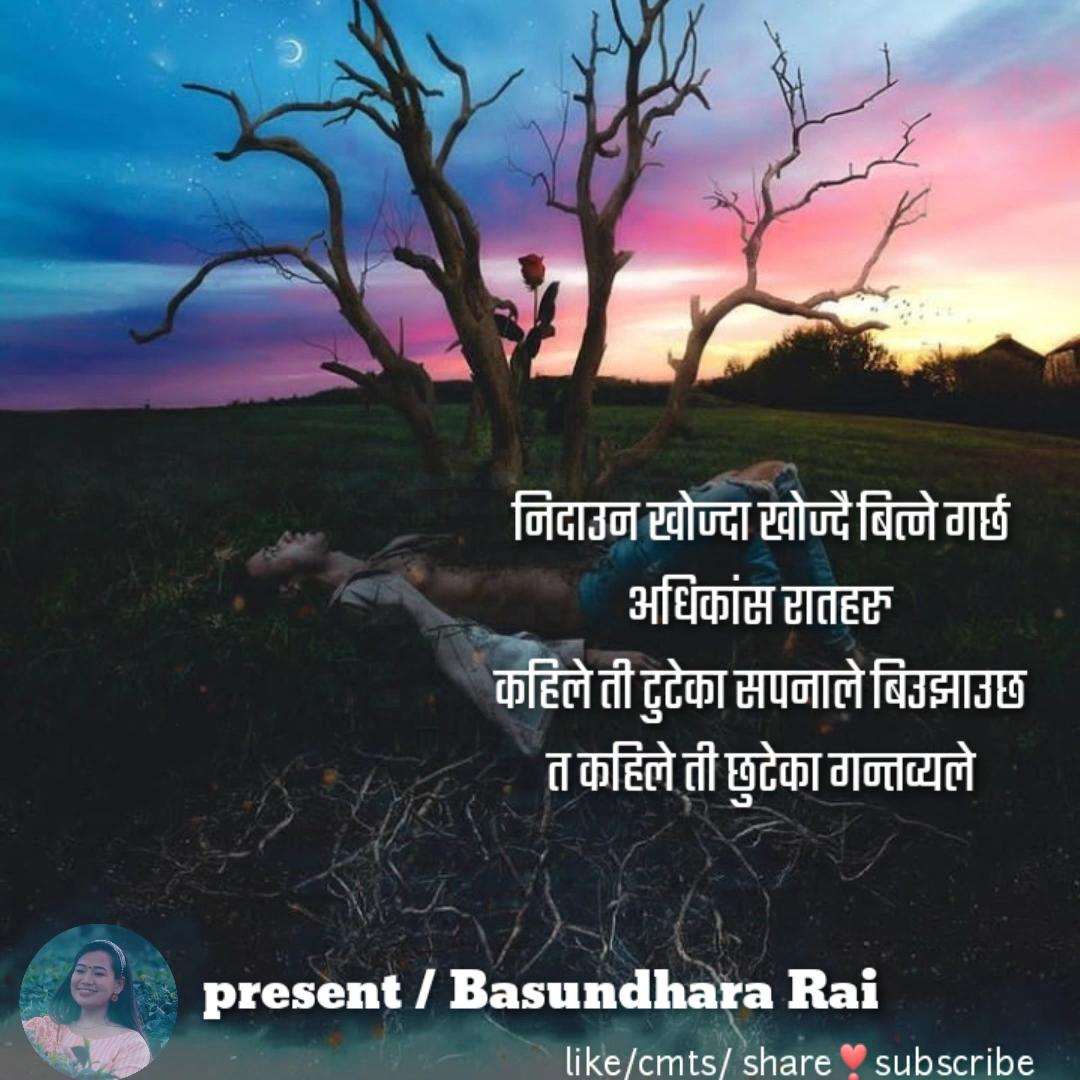 निदाउन खोज्दा खोज्दै बित्ने गर्छ
अधिकांस रातहरु
कहिले ती टुटेका सपनाले बिउझाउछ
त कहिले ती छुटेका गन्तव्यले
present / Basundhara Rai
like/cmts/ share❣️subscribe